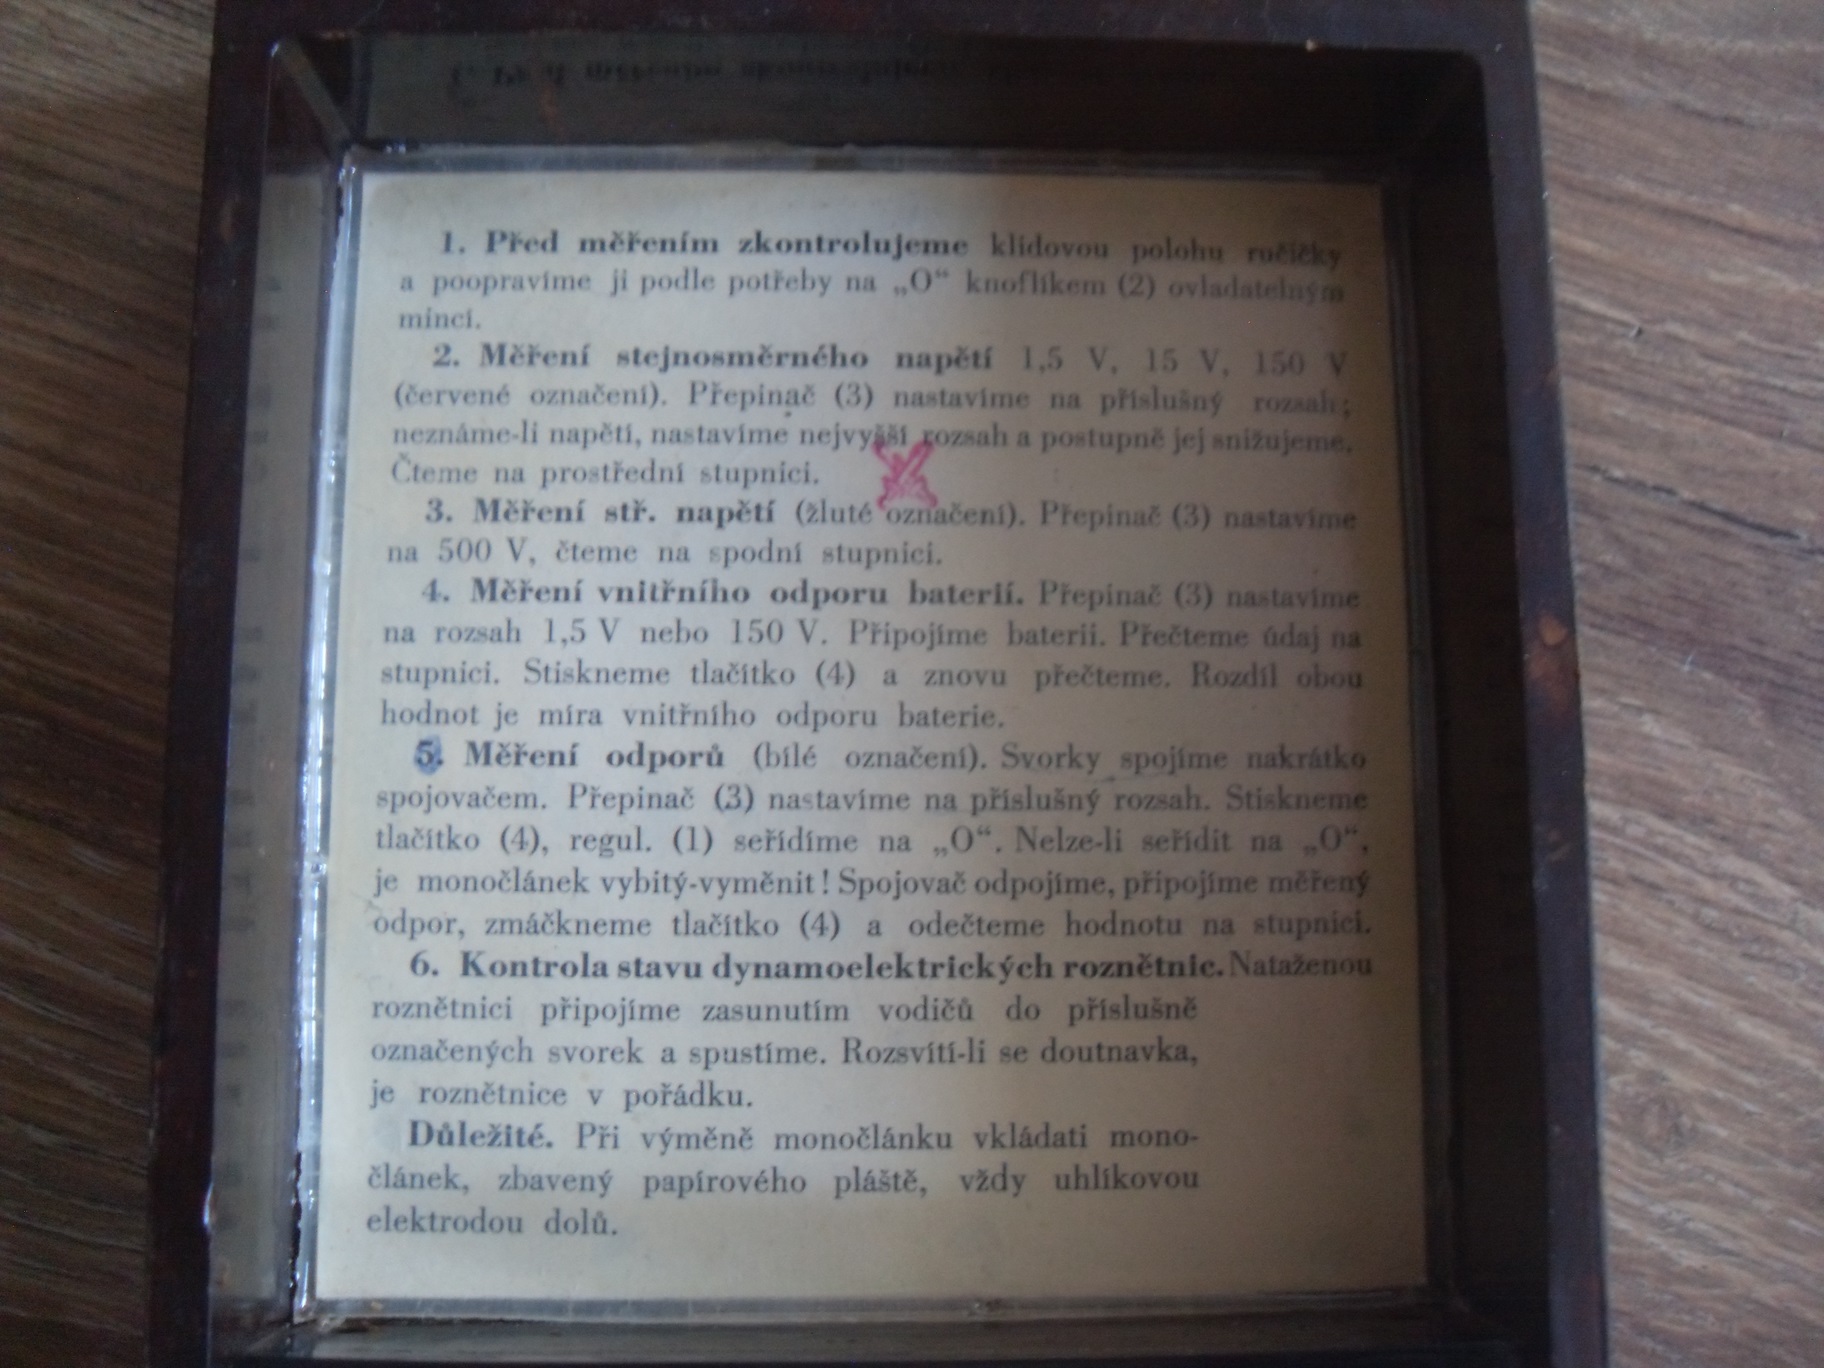 1. Před měřením zkontrolujeme klidovou polohu ručičky
a poopravíme ji podle potřeby na „O“ knoflíkem (2) ovladatelným
mincí.
2. Měření stejnosměrného napětí 1,5 V, 15 V, 150 V
(červené označení). Přepinač (3) nastavíme na příslušný rozsah;
neznáme-li napětí, nastavíme nejvyšší rozsah a postupně jej snižujeme.
Čteme na prostřední stupnici.
3. Měření stř. napětí (žluté označení). Přepinač (3) nastavíme
na 500 V, čteme na spodní stupnici.
4. Měření vnitřního odporu baterií. Přepinač (3) nastavíme
na rozsah 1,5 V nebo 150 V. Připojíme baterii. Přečteme údaj na
stupnici. Stiskneme tlačítko (4) a znovu přečteme. Rozdíl obou
hodnot je míra vnitřního odporu baterie.
5. Měření odporů (bílé označení). Svorky spojíme nakrátko
spojovačem. Přepinač (3) nastavíme na příslušný rozsah. Stiskneme
tlačítko (4), regul. (1) seřídíme na „O“. Nelze-li seřídit na „O“,
je monočlánek vybitý-vyměnit! Spojovač odpojíme, připojíme měřený
odpor, zmáčkneme tlačítko (4) a odečteme hodnotu na stupnici.
6. Kontrola stavu dynamoelektrických roznětnic. Nataženou
roznětnici připojíme zasunutím vodičů do příslušně
označených svorek a spustíme. Rozsvítí-li se doutnavka,
je roznětnice v pořádku.
Důležité. Při výměně monočlánku vkládati mono-
článek, zbavený papírového pláště, vždy uhlíkovou
elektrodou dolů.